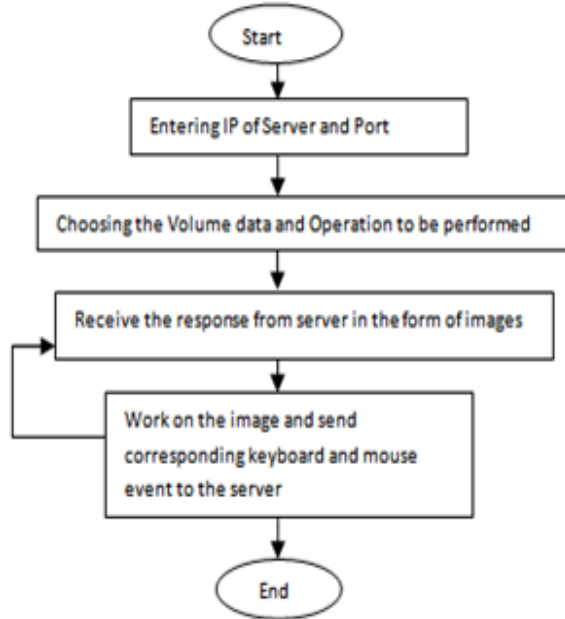 Start
Entering IP of Server and Port
Choosing the Volume data and Operation to be performed
Receive the response from server in the form of images
Work on the image and send
corresponding keyboard and mouse
event to the server
End